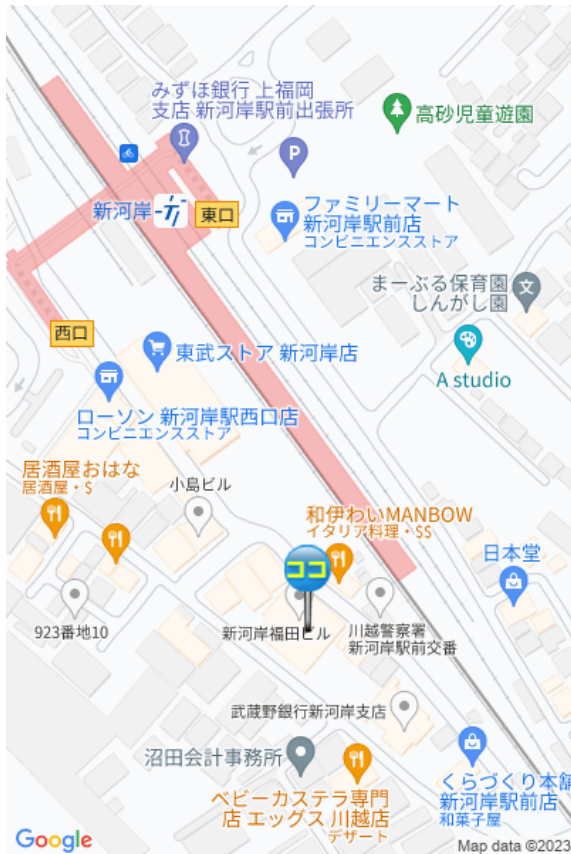 みずほ銀行 上福岡
支店 新河岸駅前出張所
高砂児童遊園
P
新河岸
東口
ファミリーマート
新河岸駅前店
コンビニエンスストア
まーぶる保育園
しんがし園
文
西口
東武ストア 新河岸店
A studio
ローソン 新河岸駅西口店
コンビニエンスストア
居酒屋おはな
居酒屋・$
小島ビル
和伊わいMANBOW
イタリア料理・$$
日本堂
ココ
923番地10
新河岸福田ビル
川越警察署
新河岸駅前交番
武蔵野銀行新河岸支店
沼田会計事務所
くらづくり本舗
新河岸駅前店
和菓子屋
ベビーカステラ専門
店 エッグス 川越店
デザート
Google
Map data ©2023